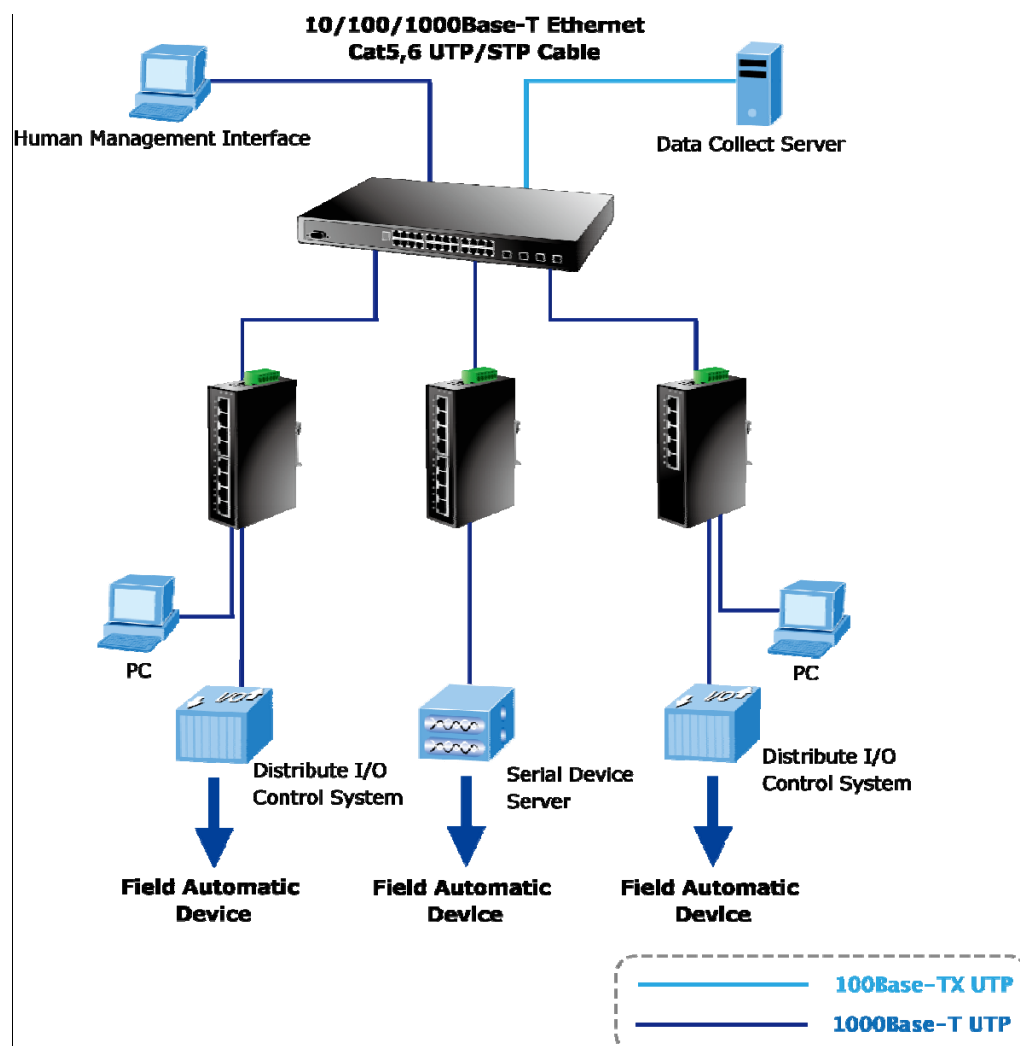 10/100/1000Base-T Ethernet
Cat5,6 UTP/STP Cable
Human Management Interface
Data Collect Server
PC
PC
Distribute I/O
Control System
Serial Device
Server
Distribute I/O
Control System
Field Automatic
Device
Field Automatic
Device
Field Automatic
Device
100Base-TX UTP
1000Base-T UTP